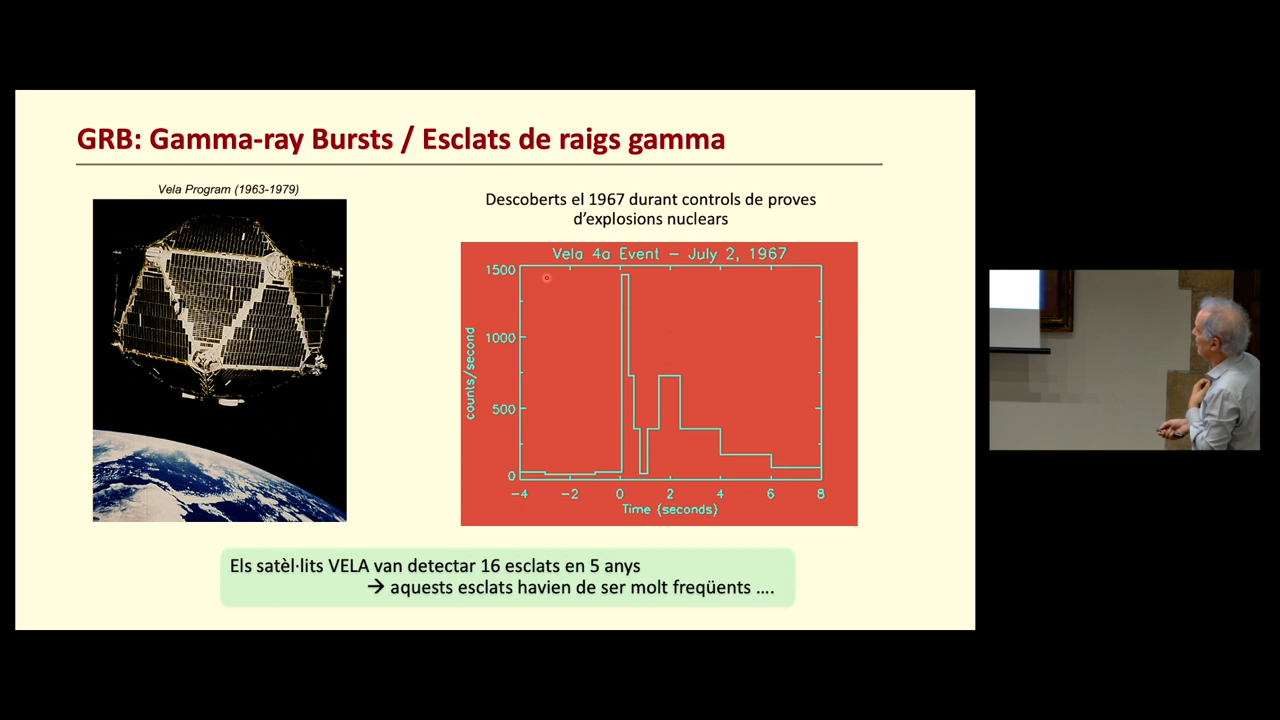 GRB: Gamma-ray Bursts / Esclats de raigs gamma
Vela Program (1963-1979)
Descoberts el 1967 durant controls de proves
d’explosions nuclears
Vela 4a Event – July 2, 1967
1500
1000
500
0
counts/second
-4 -2 0 2 4 6 8
Time (seconds)
Els satèl·lits VELA van detectar 16 esclats en 5 anys
→ aquests esclats havien de ser molt freqüents ....